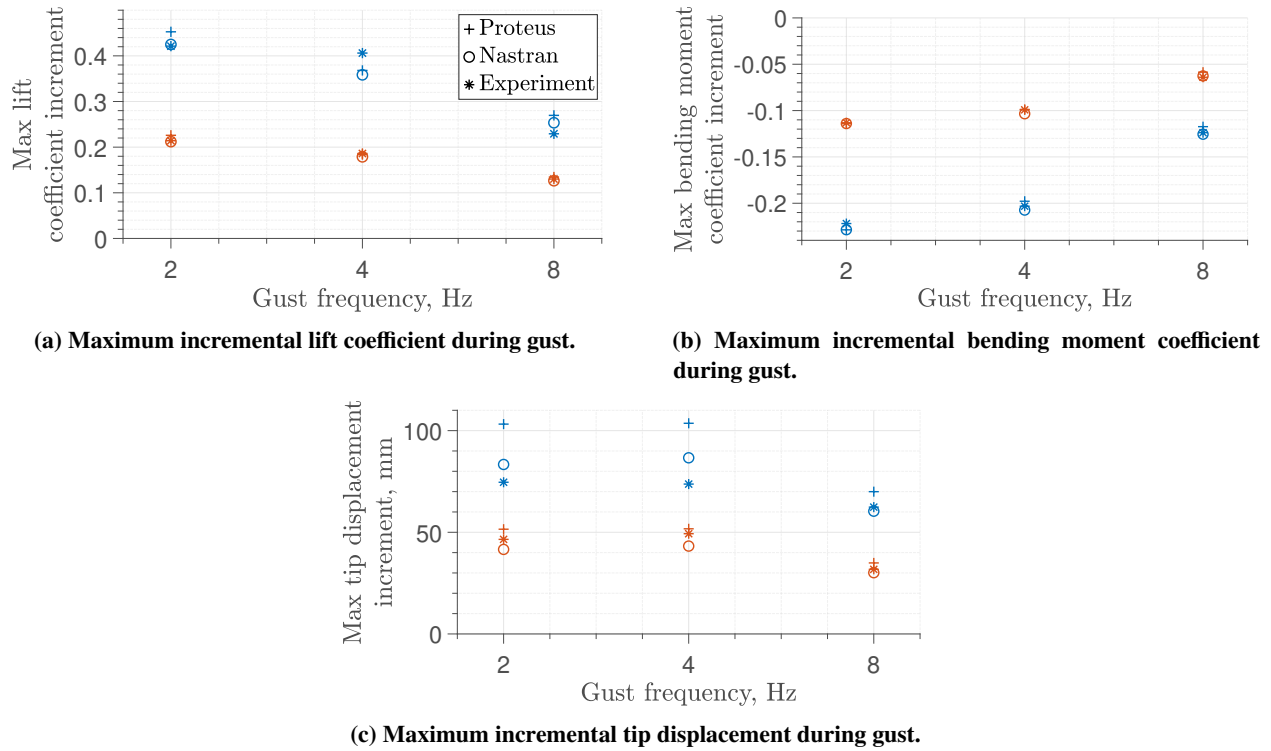 Max lift
coefficient increment
0.4
0.3
0.2
0.1
0
2
4
8
Gust frequency, Hz
Proteus
Nastran
Experiment
(a) Maximum incremental lift coefficient during gust.
Max bending moment
coefficient increment
0
-0.05
-0.1
-0.15
-0.2
2
4
8
Gust frequency, Hz
(b) Maximum incremental bending moment coefficient
during gust.
Max tip displacement
increment, mm
100
50
0
2
4
8
Gust frequency, Hz
(c) Maximum incremental tip displacement during gust.